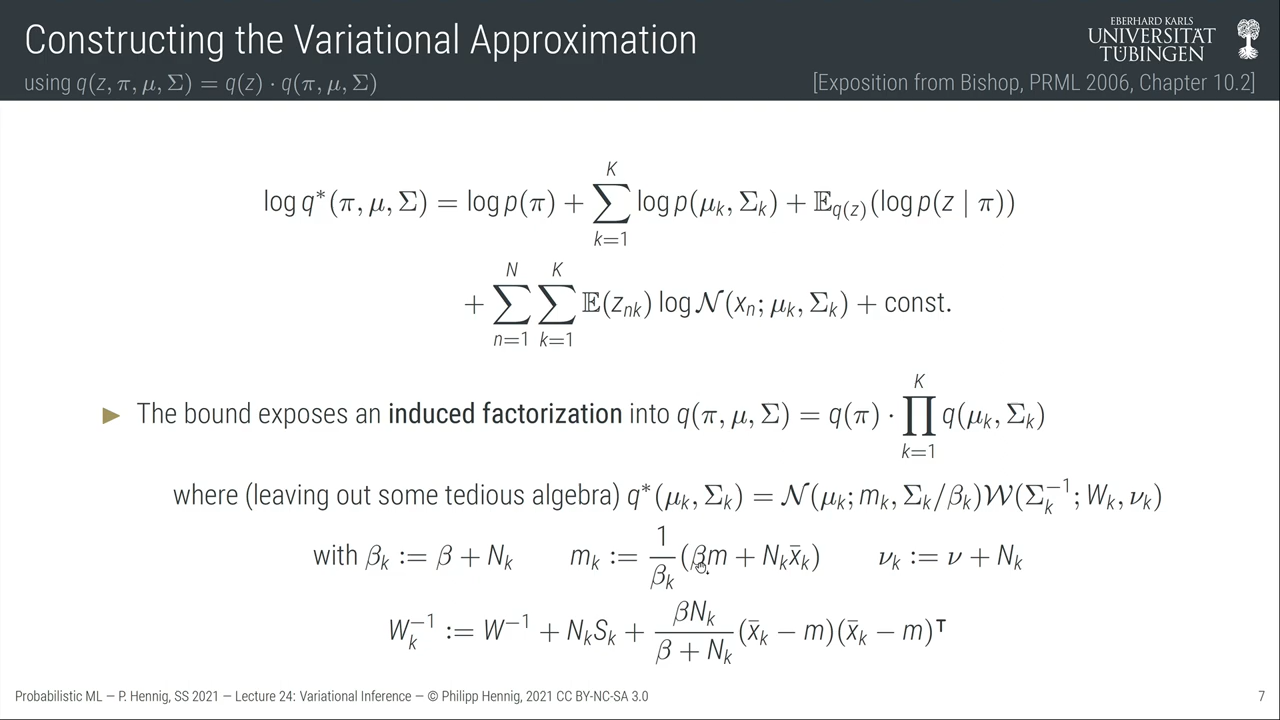 Constructing the Variational Approximation
EBERHARD KARLS
UNIVERSITÄT
TÜBINGEN
using q(z, π, μ, Σ) = q(z) · q(π, μ, Σ) [Exposition from Bishop, PRML 2006, Chapter 10.2]
log q*(π, μ, Σ) = log p(π) + ∑_{k=1}^{K} log p(μ_k, Σ_k) + 𝔼_{q(z)}(log p(z | π))
+ ∑_{n=1}^{N} ∑_{k=1}^{K} 𝔼(z_{nk}) log 𝒩(x_n; μ_k, Σ_k) + const.
▶ The bound exposes an induced factorization into q(π, μ, Σ) = q(π) · ∏_{k=1}^{K} q(μ_k, Σ_k)
where (leaving out some tedious algebra) q*(μ_k, Σ_k) = 𝒩(μ_k; m_k, Σ_k/β_k)𝒲(Σ_k^{−1}; W_k, ν_k)
with β_k := β + N_k m_k := \frac{1}{β_k}(βm + N_k x̄_k) ν_k := ν + N_k
W_k^{−1} := W^{−1} + N_k S_k + \frac{βN_k}{β + N_k}(x̄_k − m)(x̄_k − m)^⊺
Probabilistic ML — P. Hennig, SS 2021 — Lecture 24: Variational Inference — © Philipp Hennig, 2021 CC BY-NC-SA 3.0 7